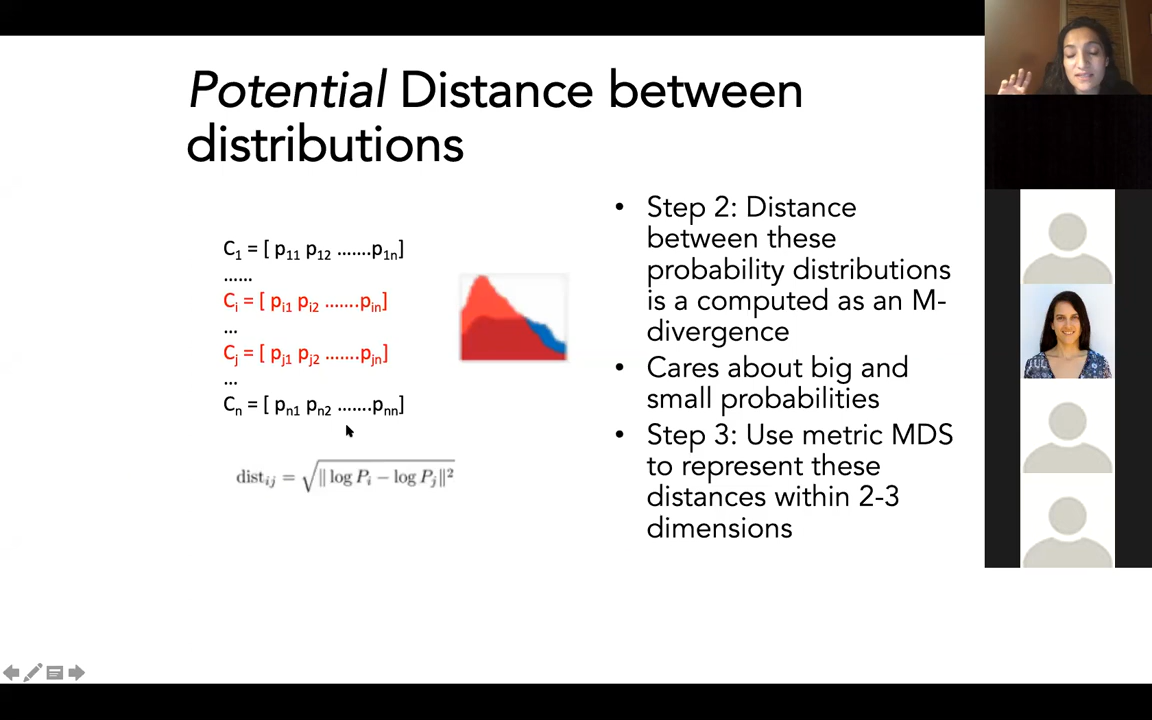 Potential Distance between
distributions
C₁ = [ p₁₁ p₁₂ .......p₁ₙ]
......
Cᵢ = [ pᵢ₁ pᵢ₂ .......pᵢₙ]
...
Cⱼ = [ pⱼ₁ pⱼ₂ .......pⱼₙ]
...
Cₙ = [ pₙ₁ pₙ₂ .......pₙₙ]
distᵢⱼ = √‖ log Pᵢ − log Pⱼ‖²
• Step 2: Distance
between these
probability distributions
is a computed as an M-
divergence
• Cares about big and
small probabilities
• Step 3: Use metric MDS
to represent these
distances within 2-3
dimensions